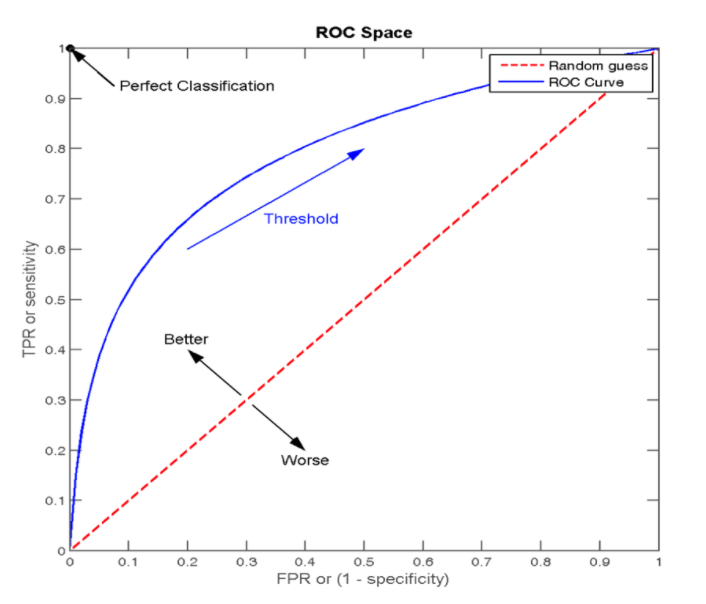 ROC Space
Perfect Classification
Random guess
ROC Curve
Threshold
Better
Worse
TPR or sensitivity
1
0.9
0.8
0.7
0.6
0.5
0.4
0.3
0.2
0.1
0
0 0.1 0.2 0.3 0.4 0.5 0.6 0.7 0.8 0.9 1
FPR or (1 - specificity)